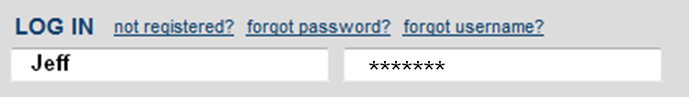 LOG IN not registered? forgot password? forgot username?
Jeff *******